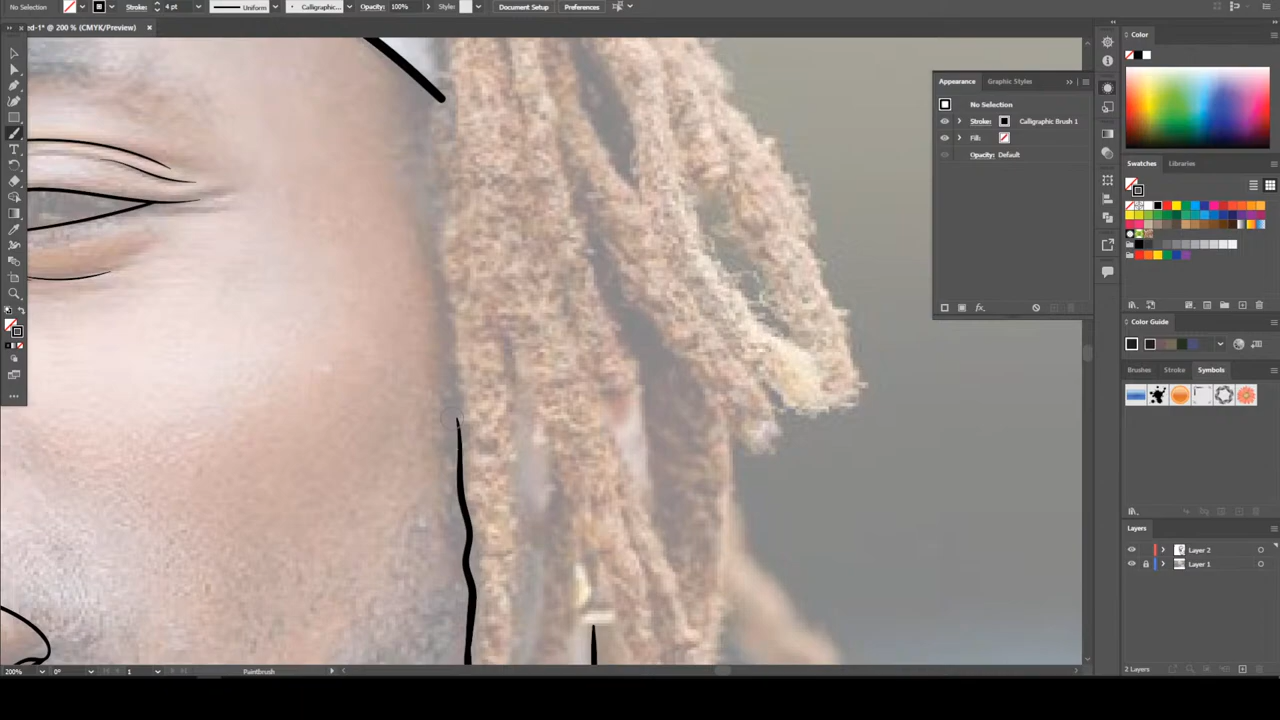 No Selection
Stroke:
4 pt
Uniform
Calligraphic...
Opacity:
100%
Style:
Document Setup
Preferences
ed-1* @ 200 % (CMYK/Preview)
Color
Appearance
Graphic Styles
No Selection
Stroke:
Calligraphic Brush 1
Fill:
Opacity:
Default
Swatches
Libraries
Color Guide
Brushes
Stroke
Symbols
Layers
Layer 2
Layer 1
2 Layers
200%
0°
1
Paintbrush